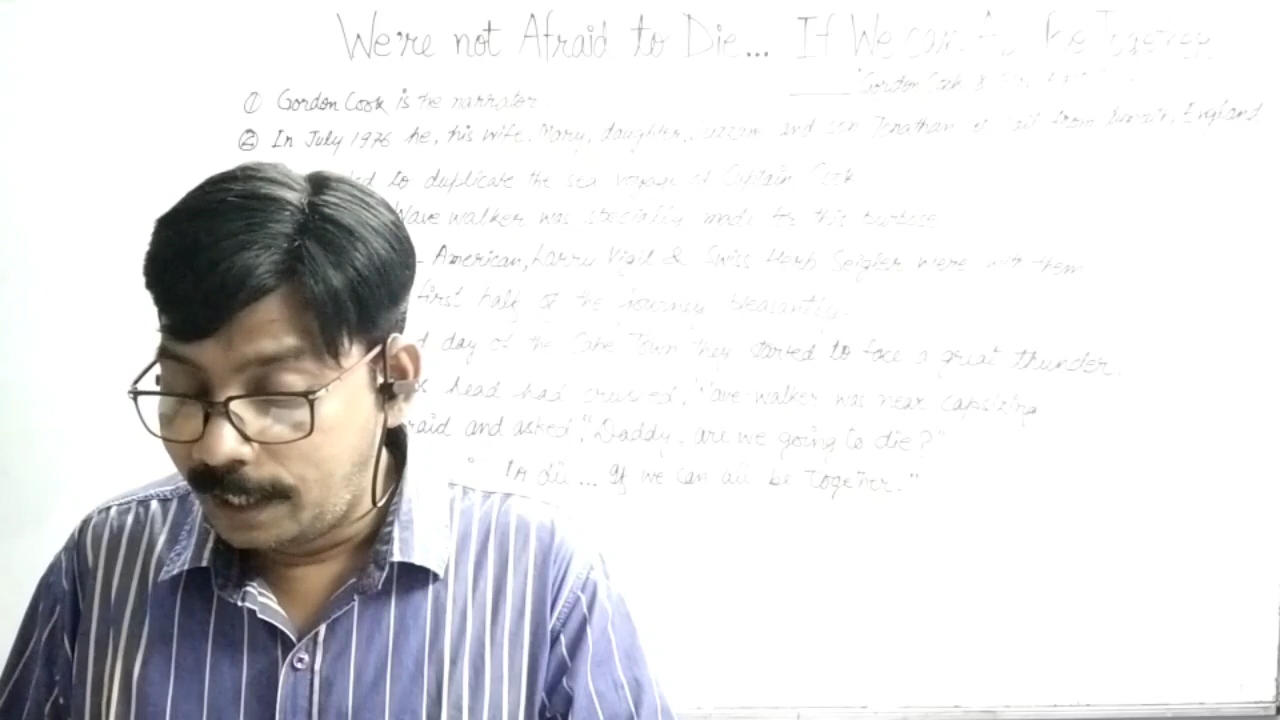 We're not Afraid to Die... If We can All Be Together
Gordon Cook &
① Gordon Cook is the narrator.
② In July 1976 he, his wife Mary, daughter, Suzzane and son Jonathan set sail from England
to duplicate the sea voyage of Captain Cook
Wave walker was specially made for this purpose
American, Larry Vigil & Swiss Herb Seigler were with them
first half of the journey pleasantly.
day of the Cape Town they started to face a great thunder.
head had crushed, Wave-walker was near capsizing
and asked, "Daddy, are we going to die?"
to die... If we can all be together."